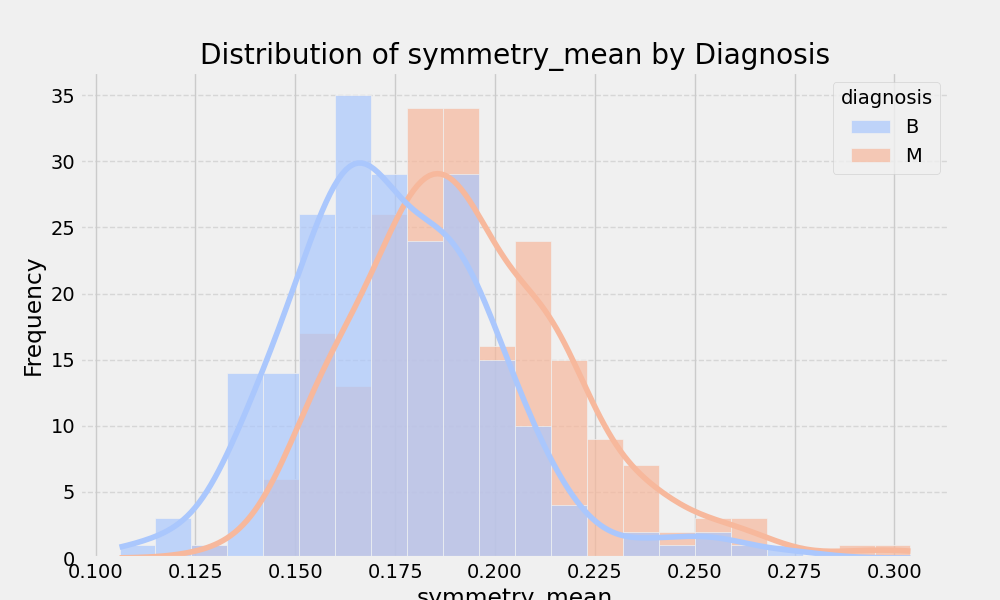 Distribution of symmetry_mean by Diagnosis
35
30
25
20
15
10
5
0
Frequency
diagnosis
B
M
0.100 0.125 0.150 0.175 0.200 0.225 0.250 0.275 0.300
symmetry_mean